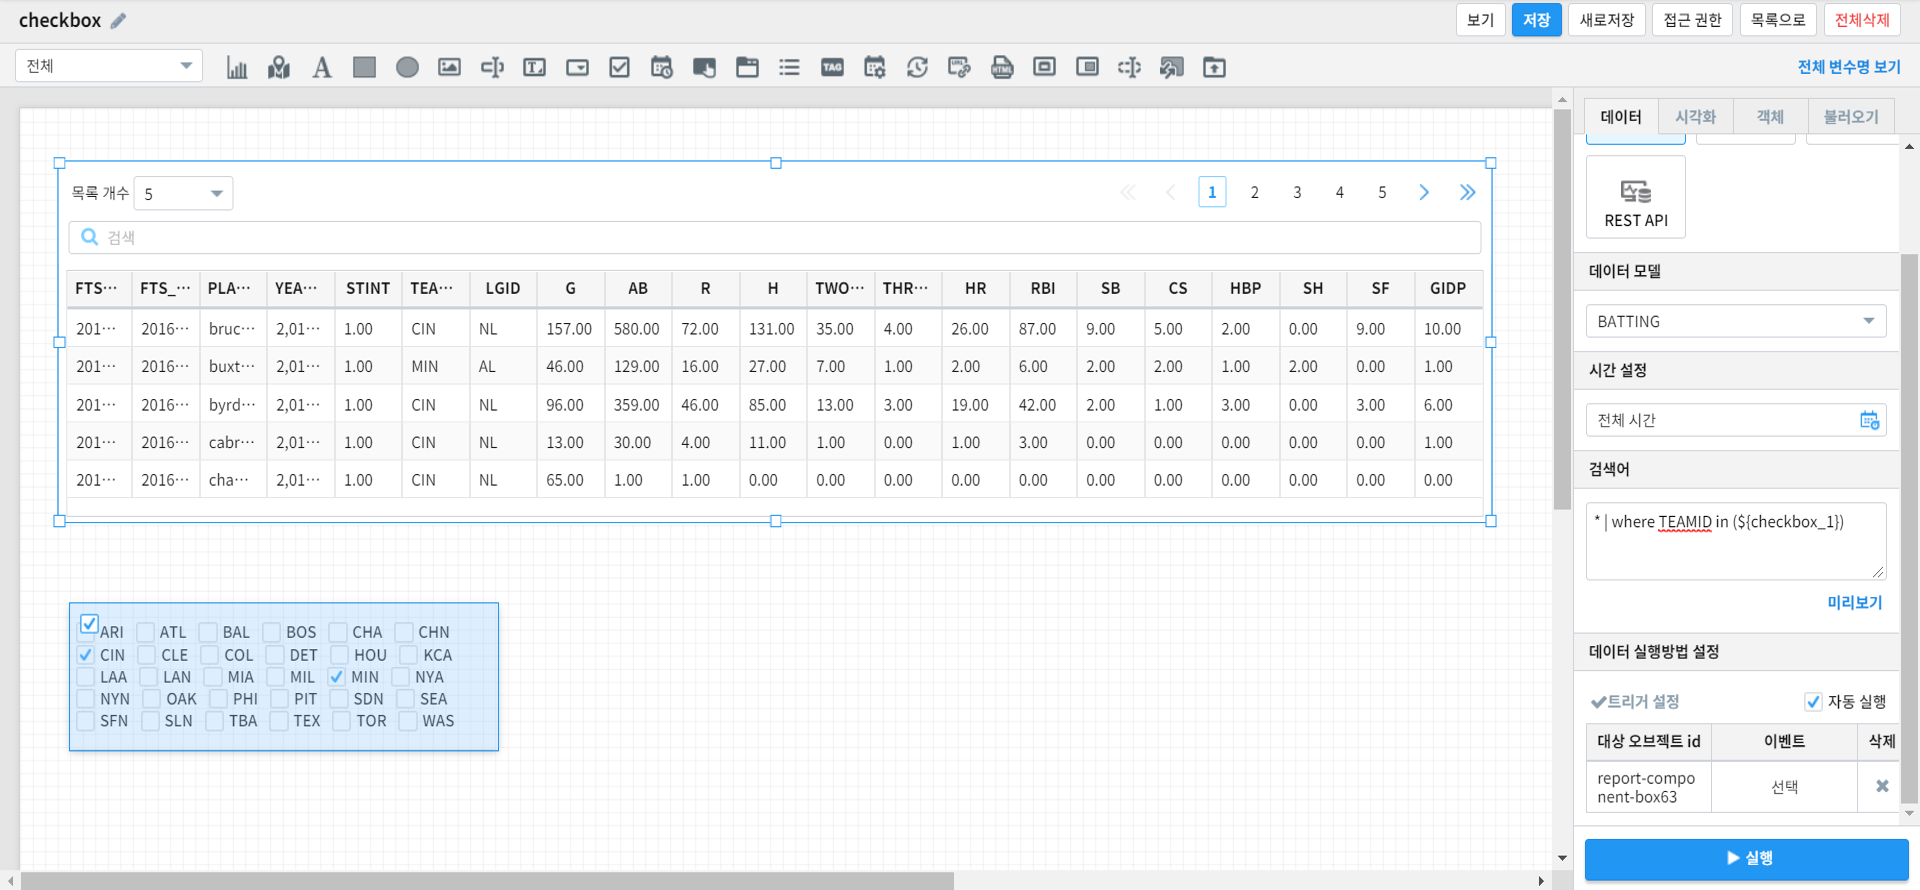 checkbox
보기 저장 새로저장 접근 권한 목록으로 전체삭제
전체
A T TAG URL HTML
전체 변수명 보기
데이터 시각화 객체 불러오기
REST API
데이터 모델
BATTING
시간 설정
전체 시간
검색어
* | where TEAMID in (${checkbox_1})
미리보기
데이터 실행방법 설정
트리거 설정 자동 실행
대상 오브젝트 id 이벤트 삭제
report-compo
nent-box63 선택
실행
목록 개수 5 1 2 3 4 5
검색
FTS··· FTS_··· PLA··· YEA··· STINT TEA··· LGID G AB R H TWO··· THR··· HR RBI SB CS HBP SH SF GIDP
201··· 2016··· bruc··· 2,01··· 1.00 CIN NL 157.00 580.00 72.00 131.00 35.00 4.00 26.00 87.00 9.00 5.00 2.00 0.00 9.00 10.00
201··· 2016··· buxt··· 2,01··· 1.00 MIN AL 46.00 129.00 16.00 27.00 7.00 1.00 2.00 6.00 2.00 2.00 1.00 2.00 0.00 1.00
201··· 2016··· byrd··· 2,01··· 1.00 CIN NL 96.00 359.00 46.00 85.00 13.00 3.00 19.00 42.00 2.00 1.00 3.00 0.00 3.00 6.00
201··· 2016··· cabr··· 2,01··· 1.00 CIN NL 13.00 30.00 4.00 11.00 1.00 0.00 1.00 3.00 0.00 0.00 0.00 0.00 0.00 1.00
201··· 2016··· cha··· 2,01··· 1.00 CIN NL 65.00 1.00 1.00 0.00 0.00 0.00 0.00 0.00 0.00 0.00 0.00 0.00 0.00 0.00
ARI ATL BAL BOS CHA CHN
CIN CLE COL DET HOU KCA
LAA LAN MIA MIL MIN NYA
NYN OAK PHI PIT SDN SEA
SFN SLN TBA TEX TOR WAS